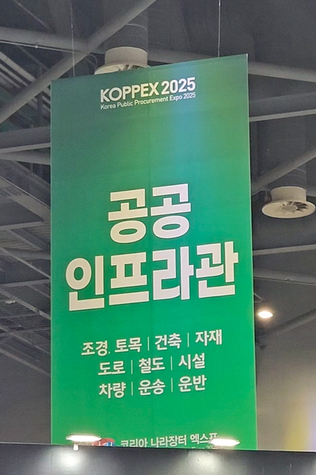 KOPPEX 2025
Korea Public Procurement Expo 2025
공공
인프라관
조경, 토목 | 건축 | 자재
도로 | 철도 | 시설
차량 | 운송 | 운반
코리아 나라장터 엑스포